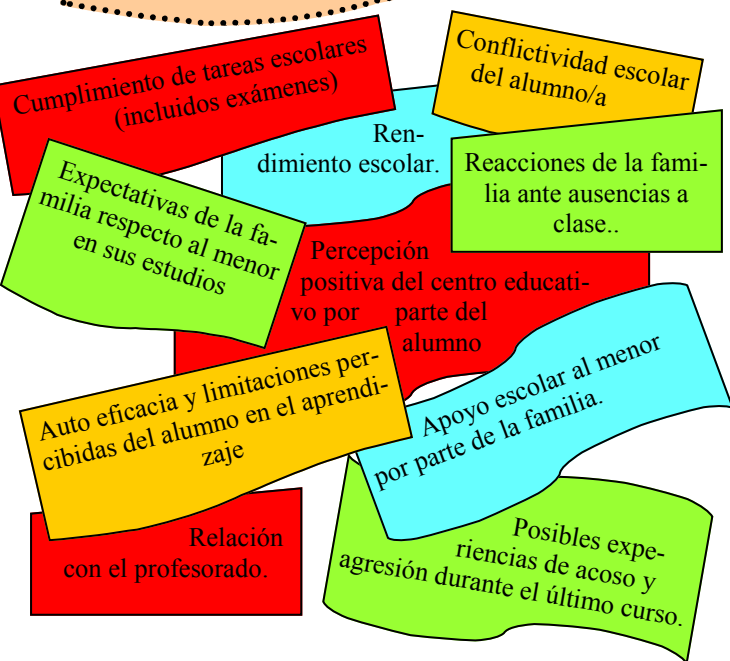 Cumplimiento de tareas escolares
(incluidos exámenes)
Conflictividad escolar
del alumno/a
Ren-
dimiento escolar.
Reacciones de la fami-
lia ante ausencias a
clase..
Expectativas de la fa-
milia respecto al menor
en sus estudios
Percepción
positiva del centro educati-
vo por parte del
alumno
Auto eficacia y limitaciones per-
cibidas del alumno en el aprendi-
zaje
Apoyo escolar al menor
por parte de la familia.
Relación
con el profesorado.
Posibles expe-
riencias de acoso y
agresión durante el último curso.